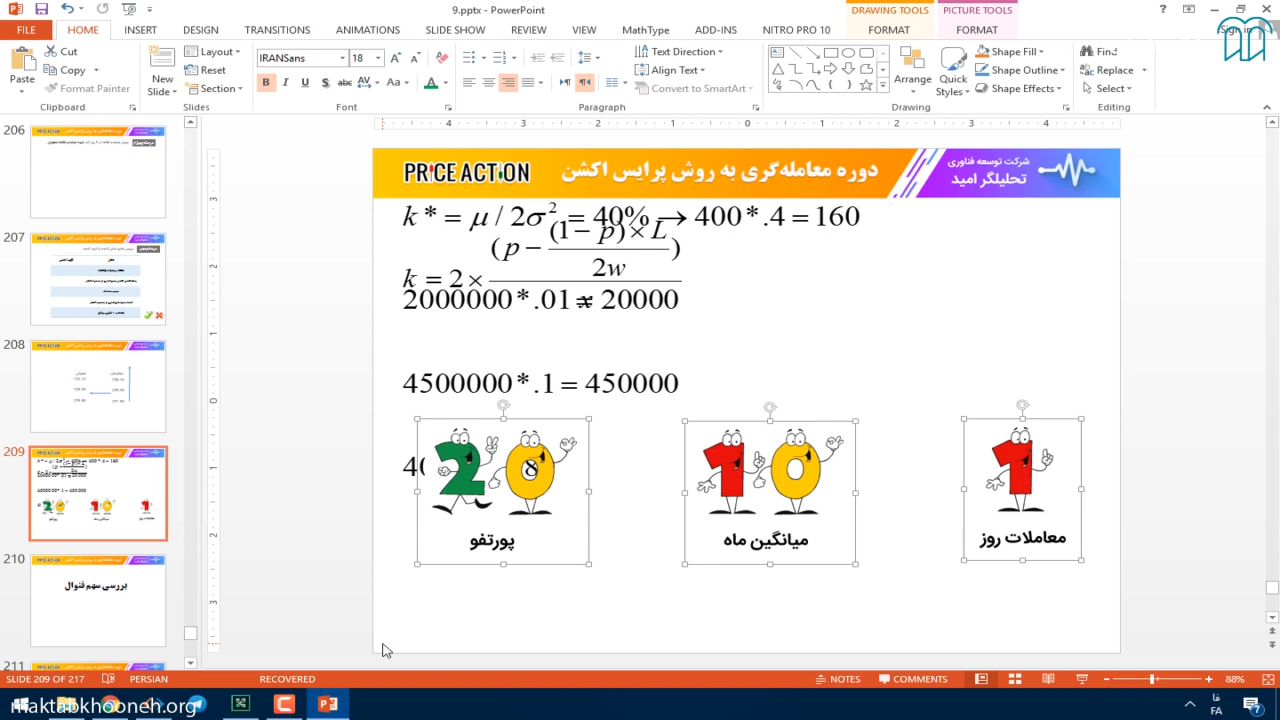 9.pptx - PowerPoint
DRAWING TOOLS
PICTURE TOOLS
FILE
HOME
INSERT
DESIGN
TRANSITIONS
ANIMATIONS
SLIDE SHOW
REVIEW
VIEW
MathType
ADD-INS
NITRO PRO 10
FORMAT
FORMAT
Sign in
Paste
Cut
Copy
Format Painter
Clipboard
New Slide
Layout
Reset
Section
Slides
IRANSans
18
Font
Text Direction
Align Text
Convert to SmartArt
Paragraph
Arrange
Quick Styles
Shape Fill
Shape Outline
Shape Effects
Drawing
Find
Replace
Select
Editing
206
207
208
209
210
بررسی سهم فنوال
211
PRICE ACTION
دوره معامله‌گری به روش پرایس اکشن
شرکت توسعه فناوری
تحلیلگر امید
k * = μ / 2σ² = 40% → 400*.4 = 160
k = 2 × (p − (1 − p) × L / 2w)
2000000*.01 = 20000
4500000*.1 = 450000
20
10
1
پورتفو
میانگین ماه
معاملات روز
SLIDE 209 OF 217
PERSIAN
RECOVERED
NOTES
COMMENTS
88%
maktabkhooneh.org
فا
FA
7